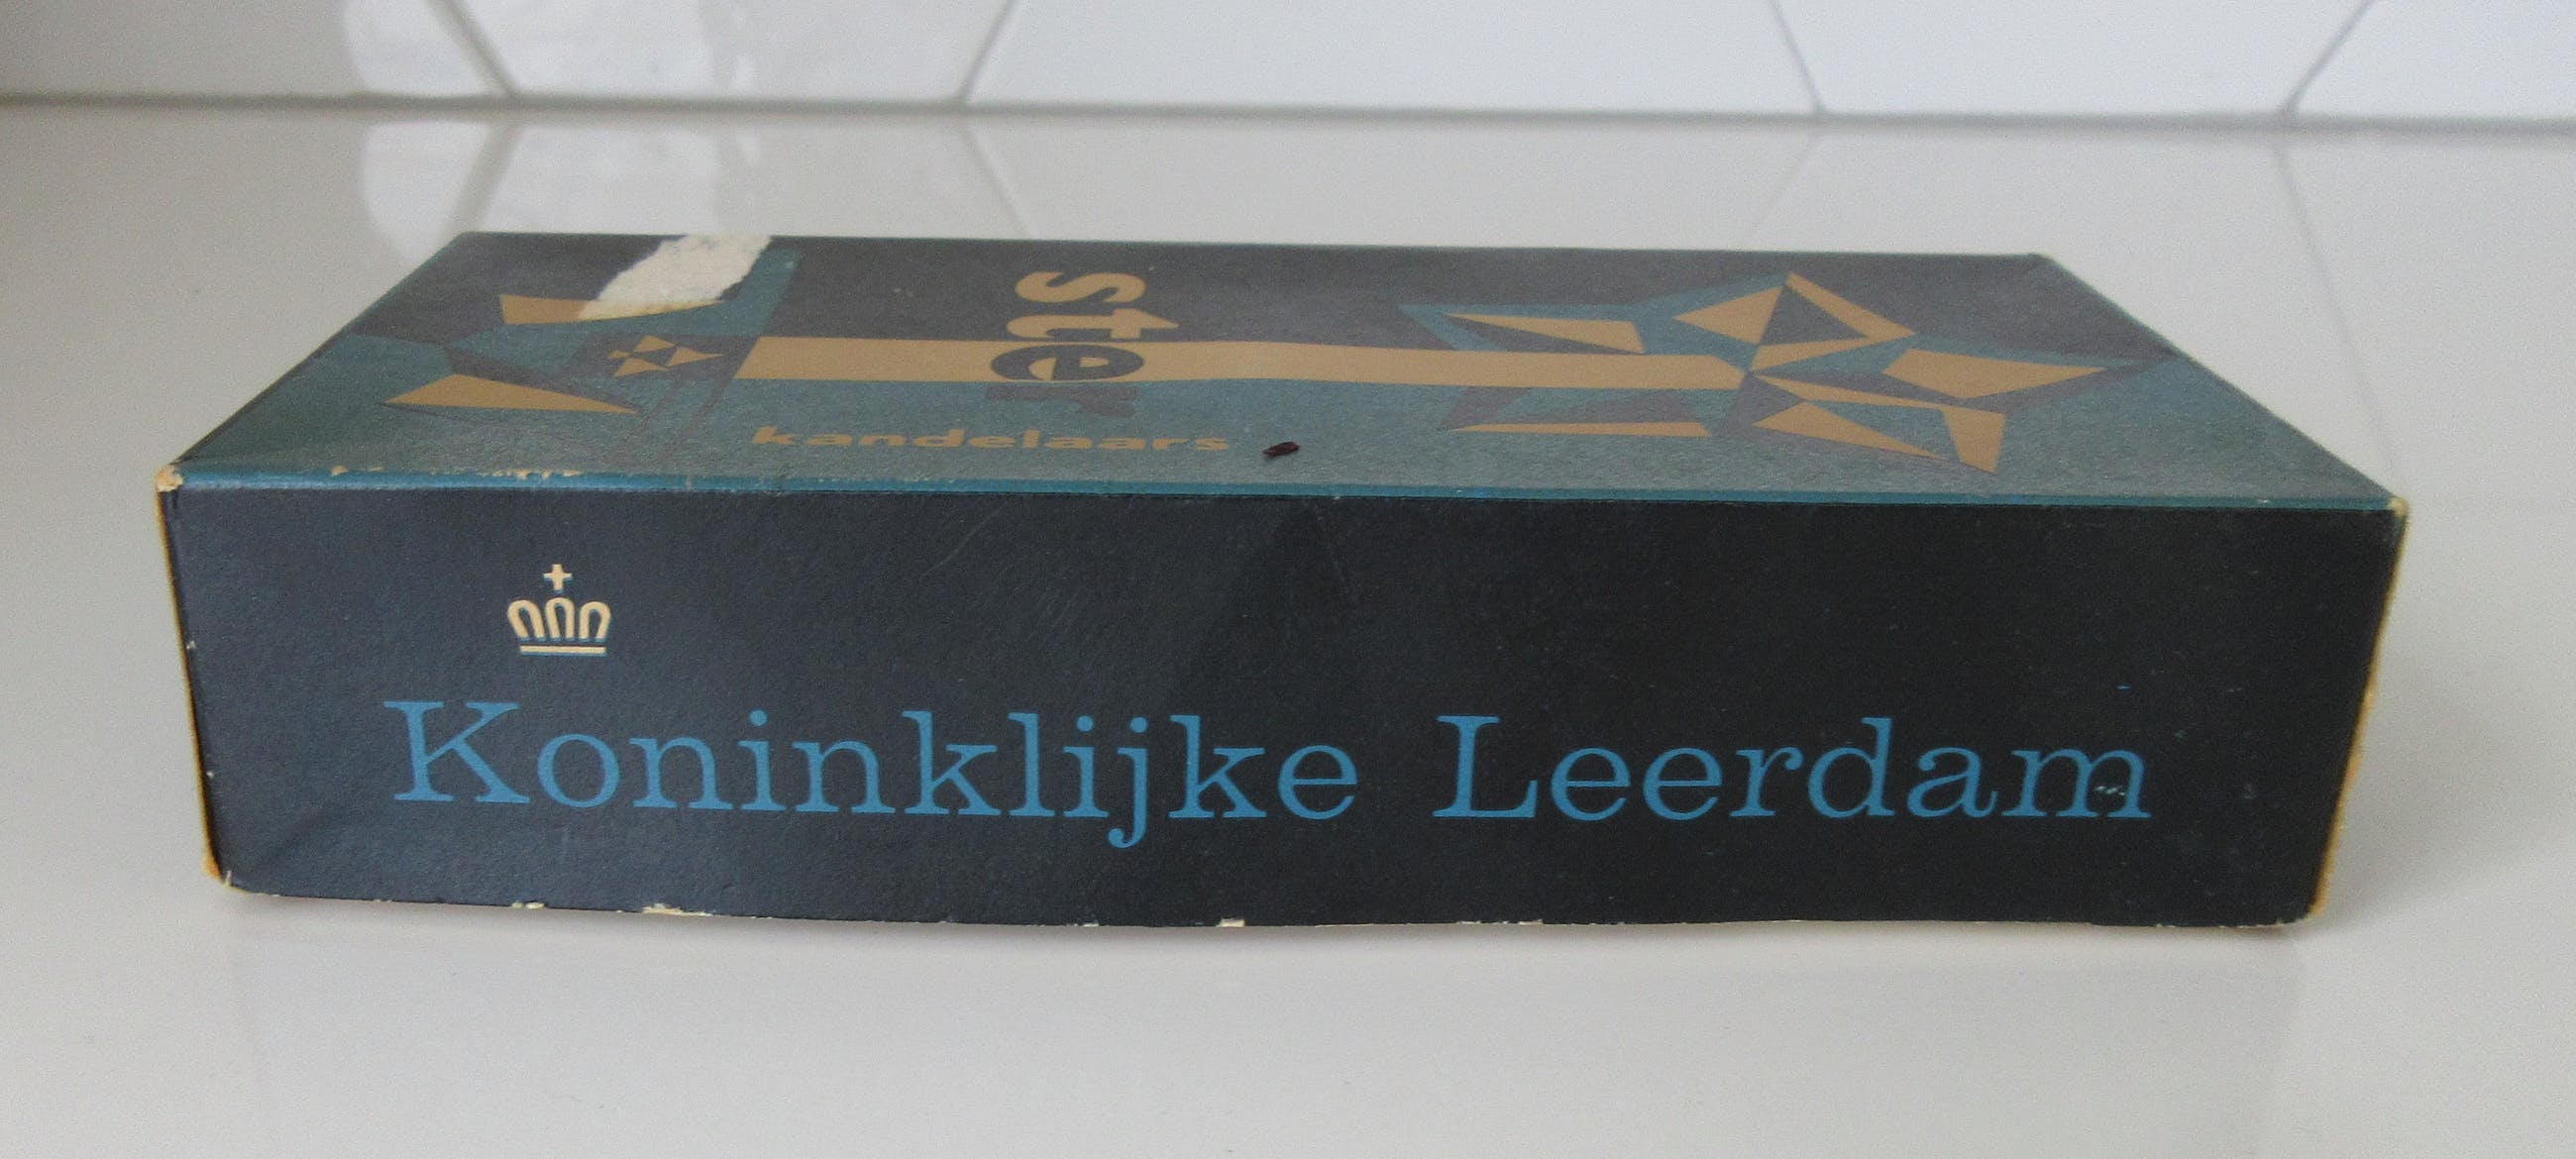 ster
kandelaars
Koninklijke Leerdam